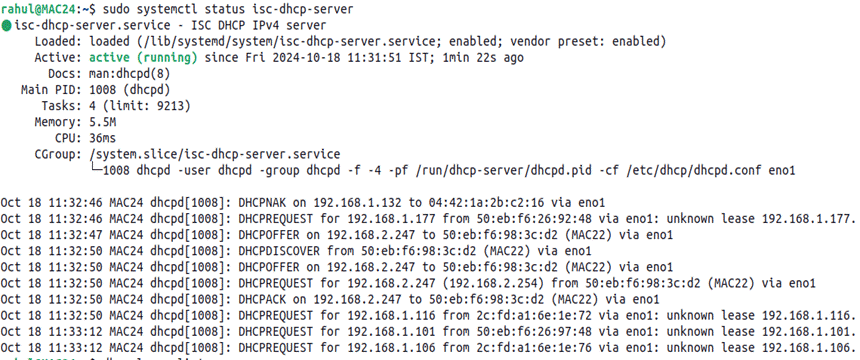 rahul@MAC24:~$ sudo systemctl status isc-dhcp-server
isc-dhcp-server.service - ISC DHCP IPv4 server
Loaded: loaded (/lib/systemd/system/isc-dhcp-server.service; enabled; vendor preset: enabled)
Active: active (running) since Fri 2024-10-18 11:31:51 IST; 1min 22s ago
Docs: man:dhcpd(8)
Main PID: 1008 (dhcpd)
Tasks: 4 (limit: 9213)
Memory: 5.5M
CPU: 36ms
CGroup: /system.slice/isc-dhcp-server.service
└─1008 dhcpd -user dhcpd -group dhcpd -f -4 -pf /run/dhcp-server/dhcpd.pid -cf /etc/dhcp/dhcpd.conf eno1
Oct 18 11:32:46 MAC24 dhcpd[1008]: DHCPNAK on 192.168.1.132 to 04:42:1a:2b:c2:16 via eno1
Oct 18 11:32:46 MAC24 dhcpd[1008]: DHCPREQUEST for 192.168.1.177 from 50:eb:f6:26:92:48 via eno1: unknown lease 192.168.1.177.
Oct 18 11:32:47 MAC24 dhcpd[1008]: DHCPOFFER on 192.168.2.247 to 50:eb:f6:98:3c:d2 (MAC22) via eno1
Oct 18 11:32:50 MAC24 dhcpd[1008]: DHCPDISCOVER from 50:eb:f6:98:3c:d2 (MAC22) via eno1
Oct 18 11:32:50 MAC24 dhcpd[1008]: DHCPOFFER on 192.168.2.247 to 50:eb:f6:98:3c:d2 (MAC22) via eno1
Oct 18 11:32:50 MAC24 dhcpd[1008]: DHCPREQUEST for 192.168.2.247 (192.168.2.254) from 50:eb:f6:98:3c:d2 (MAC22) via eno1
Oct 18 11:32:50 MAC24 dhcpd[1008]: DHCPACK on 192.168.2.247 to 50:eb:f6:98:3c:d2 (MAC22) via eno1
Oct 18 11:32:50 MAC24 dhcpd[1008]: DHCPREQUEST for 192.168.1.116 from 2c:fd:a1:6e:1e:72 via eno1: unknown lease 192.168.1.116.
Oct 18 11:33:12 MAC24 dhcpd[1008]: DHCPREQUEST for 192.168.1.101 from 50:eb:f6:26:97:48 via eno1: unknown lease 192.168.1.101.
Oct 18 11:33:12 MAC24 dhcpd[1008]: DHCPREQUEST for 192.168.1.106 from 2c:fd:a1:6e:1e:76 via eno1: unknown lease 192.168.1.106.